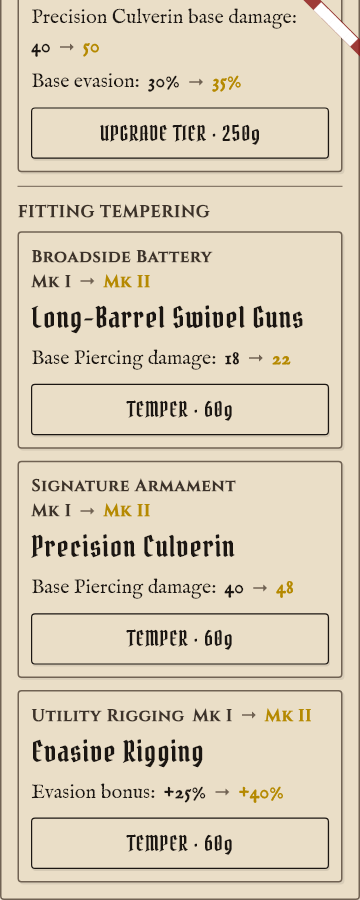 Precision Culverin base damage:
40 → 50
Base evasion: 30% → 35%
UPGRADE TIER · 250g
FITTING TEMPERING
BROADSIDE BATTERY
MK I → MK II
Long-Barrel Swivel Guns
Base Piercing damage: 18 → 22
TEMPER · 60g
SIGNATURE ARMAMENT
MK I → MK II
Precision Culverin
Base Piercing damage: 40 → 48
TEMPER · 60g
UTILITY RIGGING MK I → MK II
Evasive Rigging
Evasion bonus: +25% → +40%
TEMPER · 60g